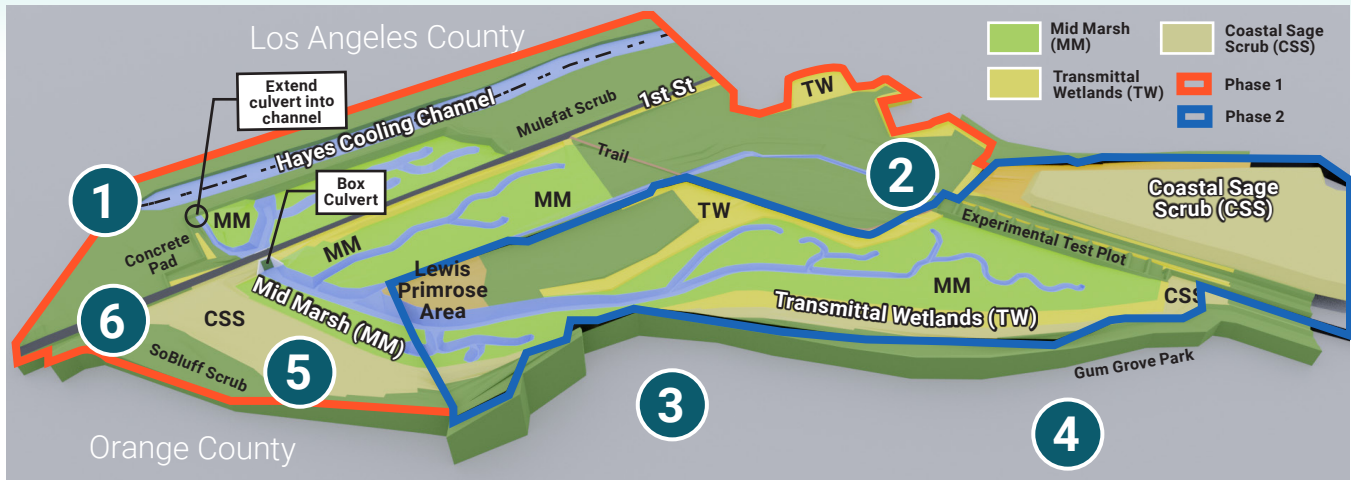 Los Angeles County
Mid Marsh
(MM)
Coastal Sage
Scrub (CSS)
Transmittal
Wetlands (TW)
Phase 1
Phase 2
Extend
culvert into
channel
Hayes Cooling Channel
Mulefat Scrub
1st St
TW
Trail
1
2
Box
Culvert
MM
MM
MM
TW
Coastal Sage
Scrub (CSS)
Experimental Test Plot
Concrete
Pad
Lewis
Primrose
Area
Mid Marsh (MM)
MM
CSS
Transmittal Wetlands (TW)
6
CSS
SoBluff Scrub
5
Gum Grove Park
3
4
Orange County